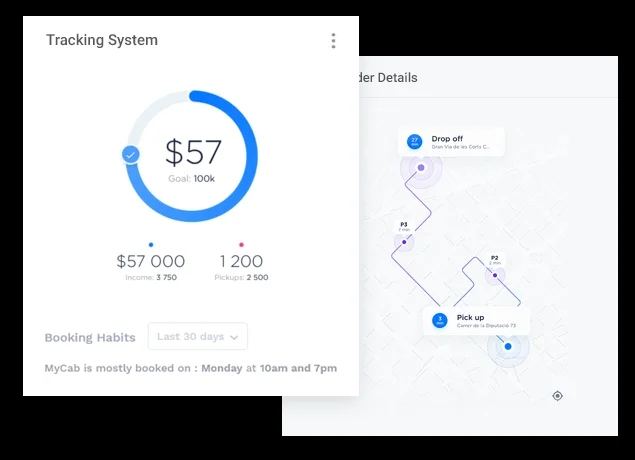 Tracking System
$57
Goal: 100k
$57 000
Income: 3 750
1 200
Pickups: 2 500
Booking Habits
Last 30 days
MyCab is mostly booked on : Monday at 10am and 7pm
der Details
27
min
Drop off
Gran Via de les Corts C...
P3
7 min
P2
2 min
3
min
Pick up
Carrer de la Diputació 73